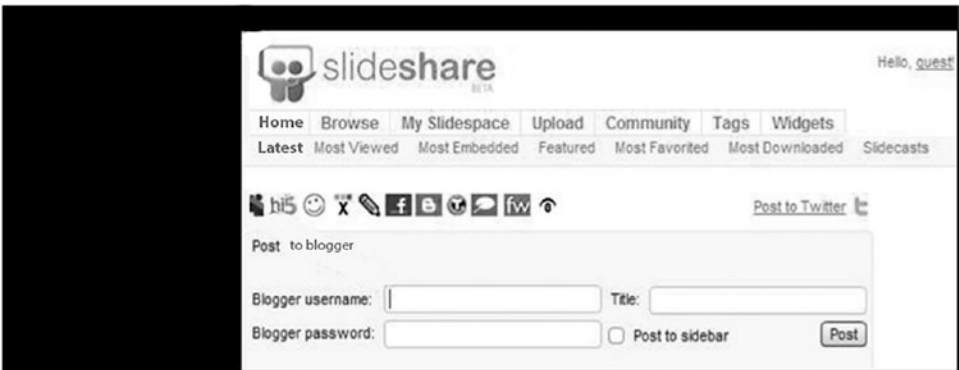 slideshare
BETA
Hello, guest
Home Browse My Slidespace Upload Community Tags Widgets
Latest Most Viewed Most Embedded Featured Most Favorited Most Downloaded Slidecasts
hi5 X f B fw Post to Twitter t
Post to blogger
Blogger username: Title:
Blogger password: Post to sidebar Post